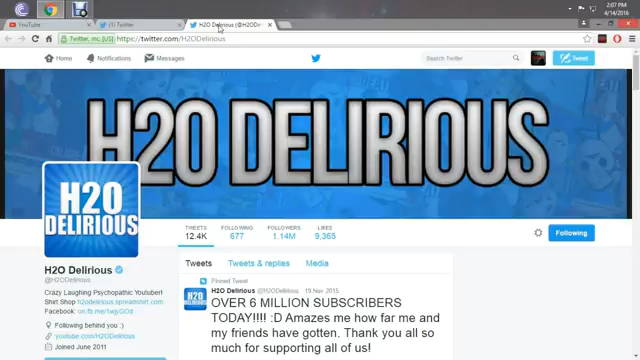 2:07 PM
4/14/2016
YouTube
(1) Twitter
H2O Delirious (@H2ODel
Twitter, Inc. [US]
https://twitter.com/H2ODelirious
Home
Notifications
Messages
Search Twitter
Tweet
H2O DELIRIOUS
H2O
DELIRIOUS
TWEETS
12.4K
FOLLOWING
677
FOLLOWERS
1.14M
LIKES
9,365
Following
H2O Delirious
@H2ODelirious
Crazy Laughing Psychopathic Youtuber!
Shirt Shop h2odelirious.spreadshirt.com
Facebook:
Following behind you :)
youtube.com/H2ODelirious
Joined June 2011
Tweets
Tweets & replies
Media
Pinned Tweet
H2O Delirious @H2ODelirious 19 Nov 2015
OVER 6 MILLION SUBSCRIBERS
TODAY!!!! :D Amazes me how far me and
my friends have gotten. Thank you all so
much for supporting all of us!